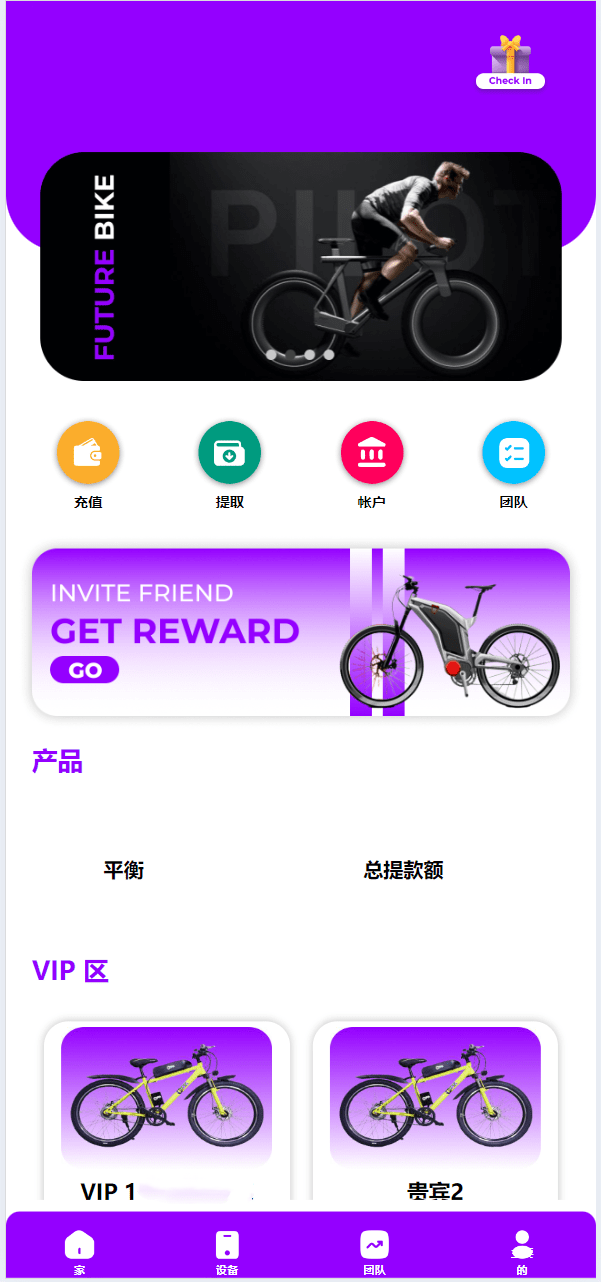 Check In
FUTURE BIKE
PILOT
充值
提取
帐户
团队
INVITE FRIEND
GET REWARD
GO
产品
平衡
总提款额
VIP 区
VIP 1
贵宾2
家
设备
团队
的